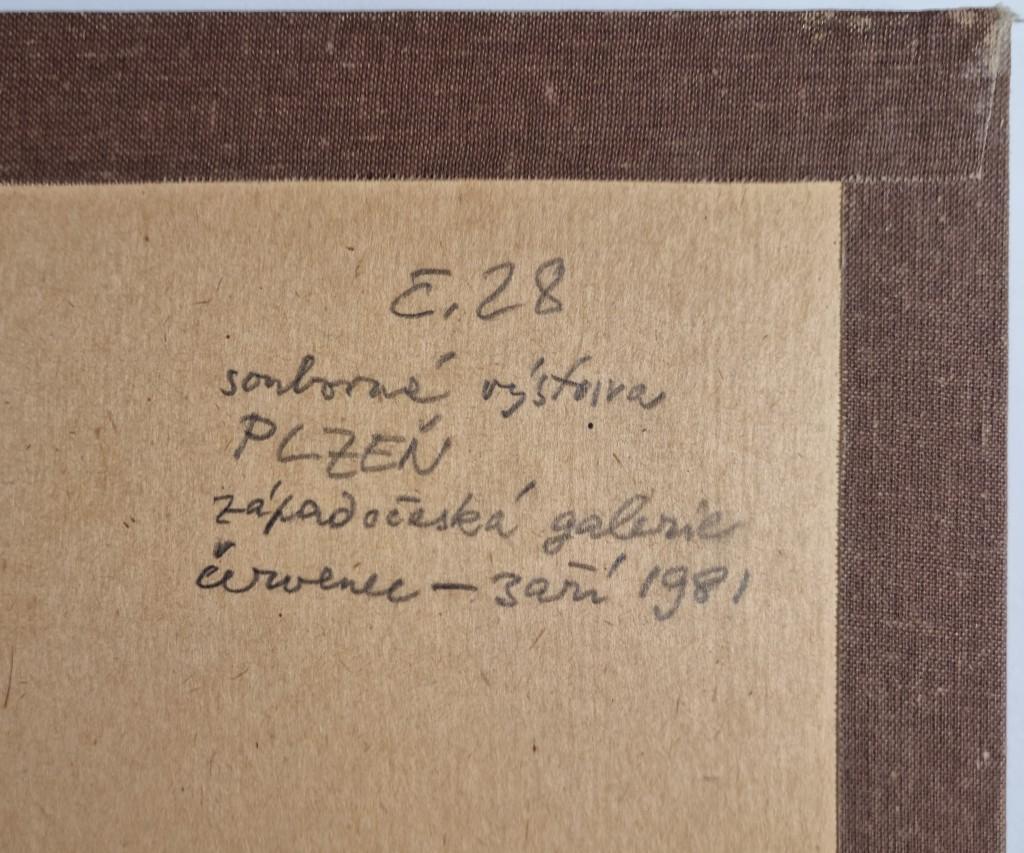 E.28
souborná výstava
PLZEŇ
západočeská galerie
červenec – září 1981